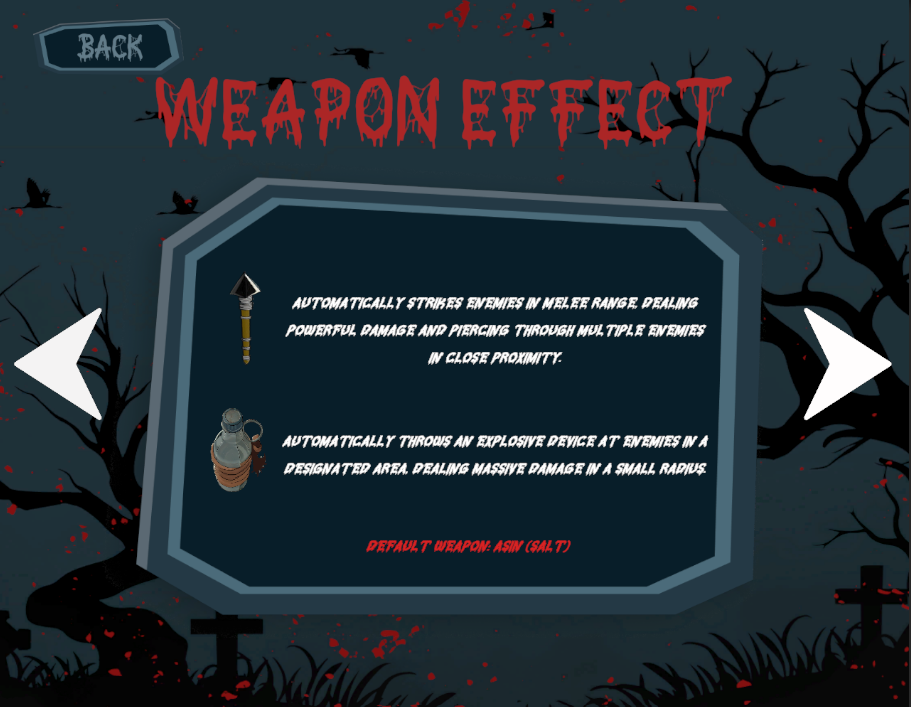 BACK
WEAPON EFFECT
AUTOMATICALLY STRIKES ENEMIES IN MELEE RANGE, DEALING
POWERFUL DAMAGE AND PIERCING THROUGH MULTIPLE ENEMIES
IN CLOSE PROXIMITY.
AUTOMATICALLY THROWS AN EXPLOSIVE DEVICE AT ENEMIES IN A
DESIGNATED AREA, DEALING MASSIVE DAMAGE IN A SMALL RADIUS.
DEFAULT WEAPON: ASIN (SALT)